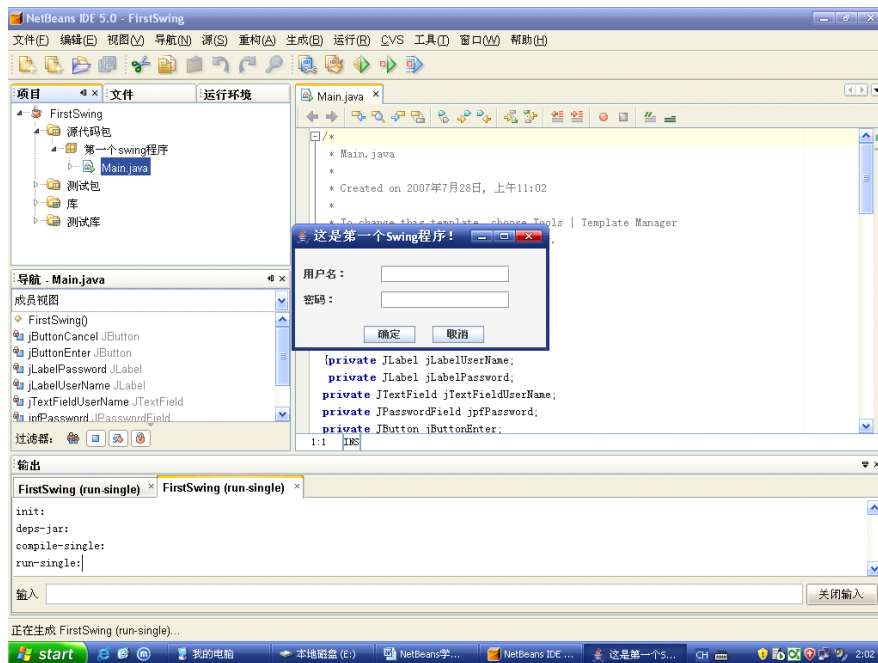 NetBeans IDE 5.0 - FirstSwing
文件(F) 编辑(E) 视图(V) 导航(N) 源(S) 重构(A) 生成(B) 运行(R) CVS 工具(T) 窗口(W) 帮助(H)
项目 文件 运行环境
FirstSwing
源代码包
第一个swing程序
Main.java
测试包
库
测试库
导航 - Main.java
成员视图
FirstSwing()
jButtonCancel JButton
jButtonEnter JButton
jLabelPassword JLabel
jLabelUserName JLabel
jTextFieldUserName JTextField
jpfPassword JPasswordField
过滤器:
Main.java
/*
* Main.java
*
* Created on 2007年7月28日, 上午11:02
*
* To change this template, choose Tools | Template Manager
这是第一个Swing程序!
用户名:
密码:
确定 取消
{private JLabel jLabelUserName;
private JLabel jLabelPassword;
private JTextField jTextFieldUserName;
private JPasswordField jpfPassword;
private JButton jButtonEnter;
1:1 INS
输出
FirstSwing (run-single) FirstSwing (run-single)
init:
deps-jar:
compile-single:
run-single:
输入 关闭输入
正在生成 FirstSwing (run-single)...
start 我的电脑 本地磁盘 (E:) NetBeans学... NetBeans IDE ... 这是第一个S... CH 2:02